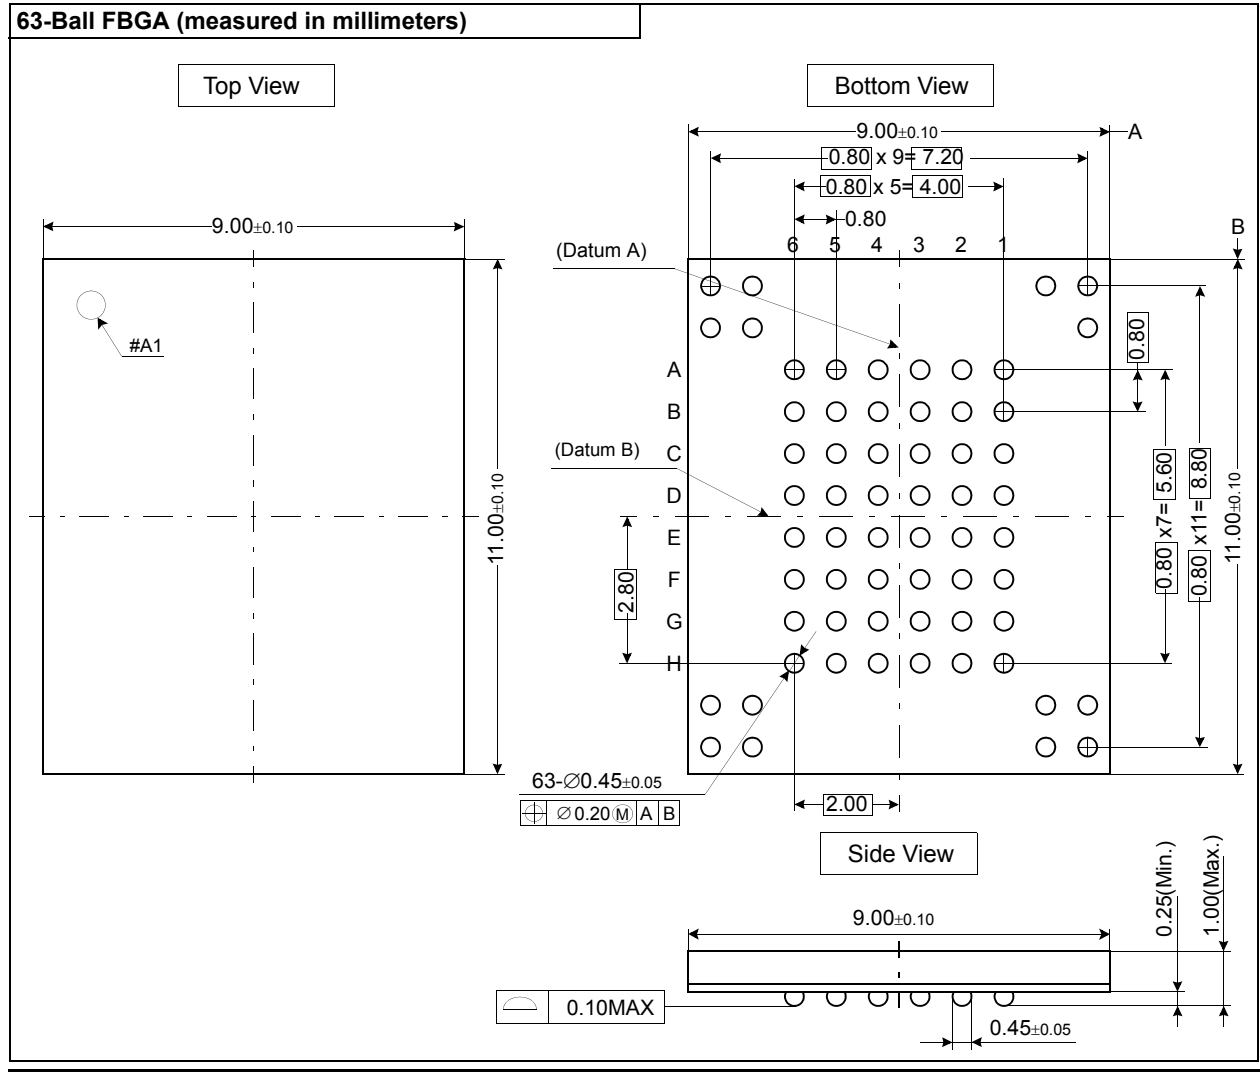 63-Ball FBGA (measured in millimeters)
Top View
Bottom View
9.00±0.10
A
0.80 x 9= 7.20
0.80 x 5= 4.00
0.80
9.00±0.10
B
6 5 4 3 2 1
(Datum A)
#A1
0.80
A
B
(Datum B)
C
D
E
F
G
H
11.00±0.10
2.80
0.80 x7= 5.60
0.80 x11= 8.80
11.00±0.10
63-∅0.45±0.05
⌖ ∅0.20 Ⓜ A B
2.00
Side View
0.25(Min.)
1.00(Max.)
9.00±0.10
0.10MAX
0.45±0.05